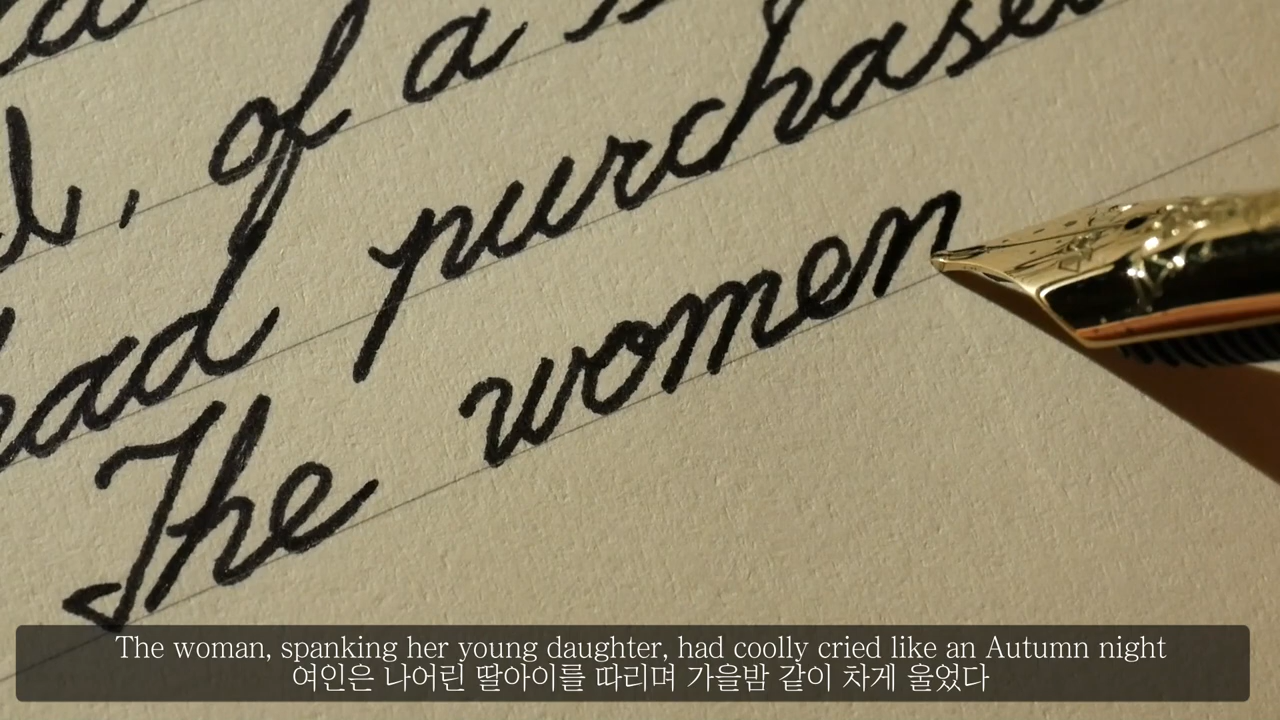 of a
had purchased
The women
The woman, spanking her young daughter, had coolly cried like an Autumn night
여인은 나어린 딸아이를 따리며 가을밤 같이 차게 울었다